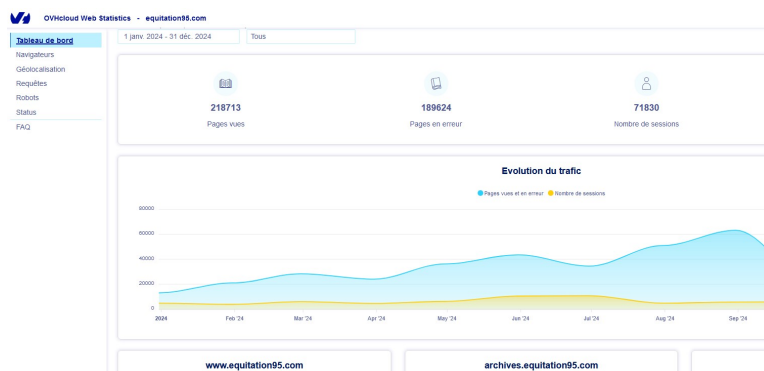 OVHcloud Web Statistics - equitation95.com
Tableau de bord
Navigateurs
Géolocalisation
Requêtes
Robots
Status
FAQ
1 janv. 2024 - 31 déc. 2024 Tous
218713 189624 71830
Pages vues Pages en erreur Nombre de sessions
Evolution du trafic
Pages vues et en erreur Nombre de sessions
80000
60000
40000
20000
0
2024 Feb '24 Mar '24 Apr '24 May '24 Jun '24 Jul '24 Aug '24 Sep '24
www.equitation95.com archives.equitation95.com